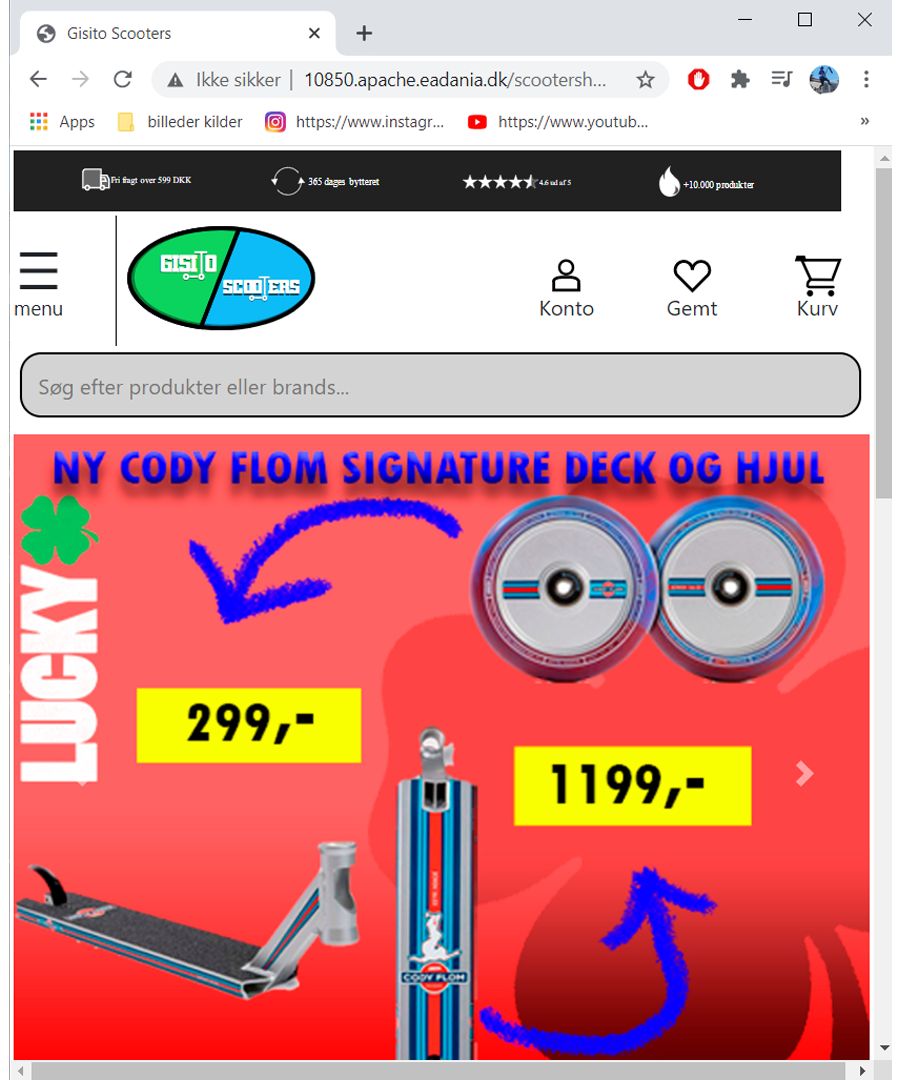 Gisito Scooters
Ikke sikker | 10850.apache.eadania.dk/scootersh...
Apps billeder kilder https://www.instagr... https://www.youtub... »
Fri fragt over 599 DKK 365 dages bytteret 4.6 ud af 5 +10.000 produkter
menu
GISITO
SCOOTERS
Konto Gemt Kurv
Søg efter produkter eller brands...
NY CODY FLOM SIGNATURE DECK OG HJUL
LUCKY
299,-
1199,-
CODY FLOM